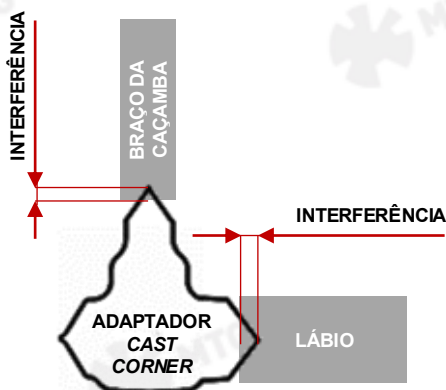 INTERFERÊNCIA
BRAÇO DA
CAÇAMBA
INTERFERÊNCIA
ADAPTADOR
CAST
CORNER
LÁBIO